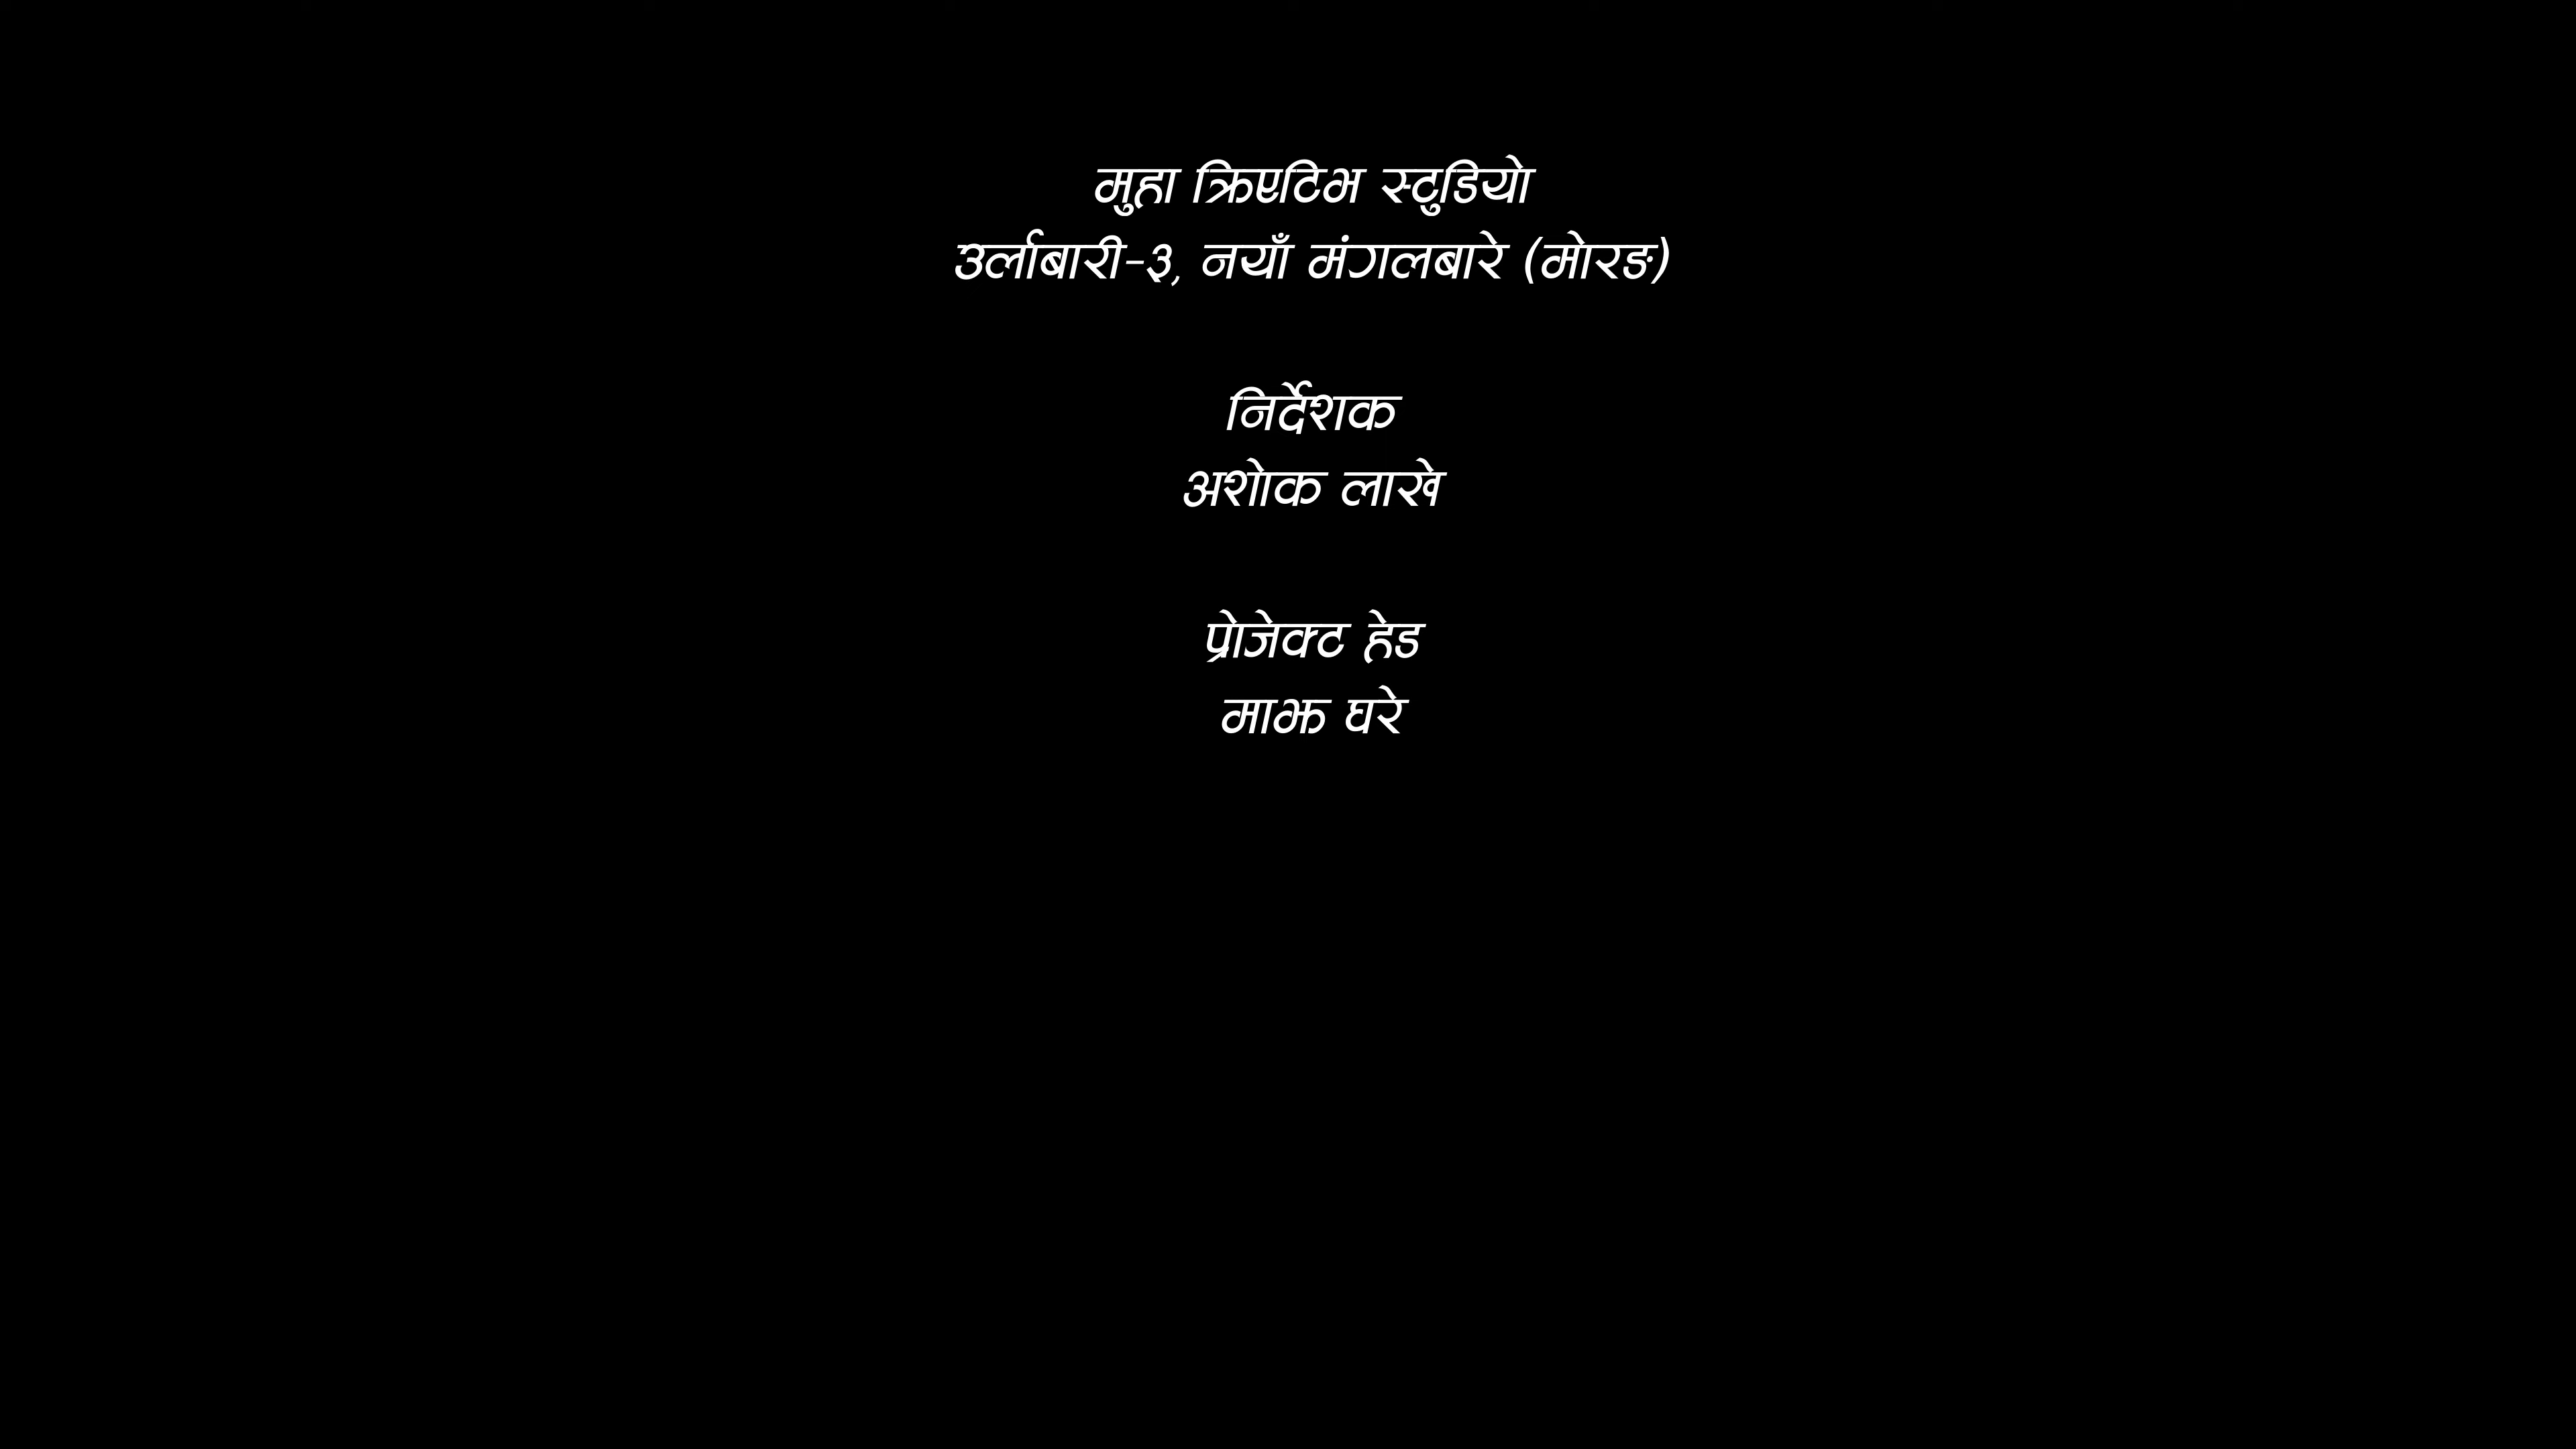 मुहा क्रिएटिभ स्टुडियो
उर्लाबारी-३, नयाँ मंगलबारे (मोरङ)
निर्देशक
अशोक लाखे
प्रोजेक्ट हेड
माझ घरे